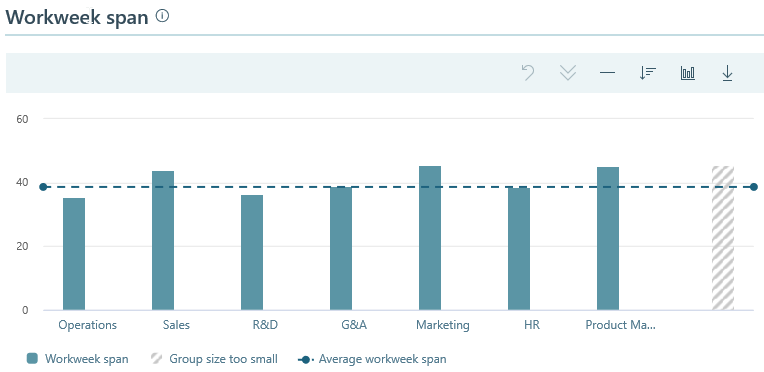 Workweek span
60
40
20
0
Operations Sales R&D G&A Marketing HR Product Ma...
Workweek span Group size too small Average workweek span